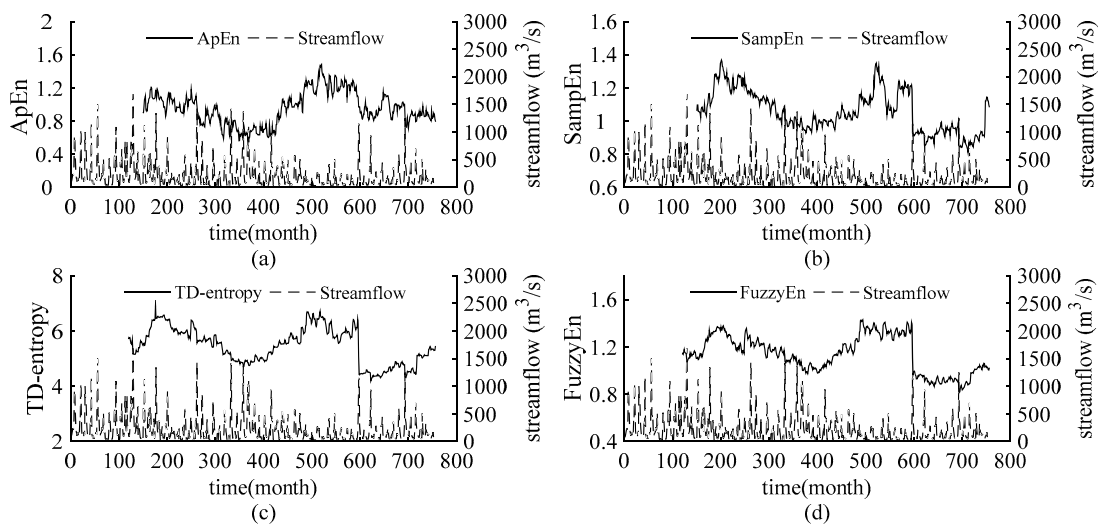 2 3000
ApEn Streamflow
1.6 2500
2000
1.2
1500
0.8
1000
0.4 500
0 0
0 100 200 300 400 500 600 700 800
ApEn
streamflow (m³/s)
time(month)
(a)
1.6 3000
SampEn Streamflow
2500
1.4
2000
1.2
1500
1
1000
0.8
500
0.6 0
0 100 200 300 400 500 600 700 800
SampEn
streamflow (m³/s)
time(month)
(b)
8 3000
TD-entropy Streamflow
2500
6 2000
1500
4 1000
500
2 0
0 100 200 300 400 500 600 700 800
TD-entropy
streamflow (m³/s)
time(month)
(c)
3000
FuzzyEn Streamflow
1.6 2500
2000
1.2
1500
0.8 1000
500
0.4 0
0 100 200 300 400 500 600 700 800
FuzzyEn
streamflow (m³/s)
time(month)
(d)